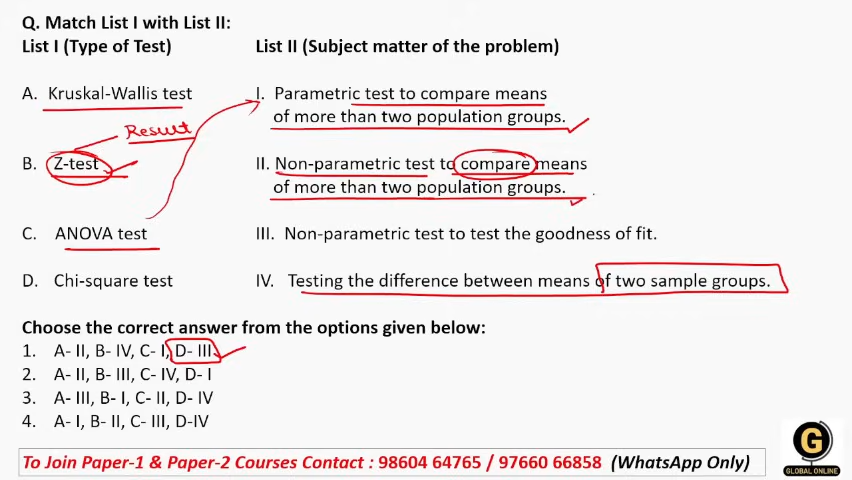 Q. Match List I with List II:
List I (Type of Test) List II (Subject matter of the problem)
A. Kruskal-Wallis test I. Parametric test to compare means
of more than two population groups.
Result
B. Z-test II. Non-parametric test to compare means
of more than two population groups.
C. ANOVA test III. Non-parametric test to test the goodness of fit.
D. Chi-square test IV. Testing the difference between means of two sample groups.
Choose the correct answer from the options given below:
1. A- II, B- IV, C- I, D- III
2. A- II, B- III, C- IV, D- I
3. A- III, B- I, C- II, D- IV
4. A- I, B- II, C- III, D-IV
To Join Paper-1 & Paper-2 Courses Contact : 98604 64765 / 97660 66858 (WhatsApp Only)
G
GLOBAL ONLINE